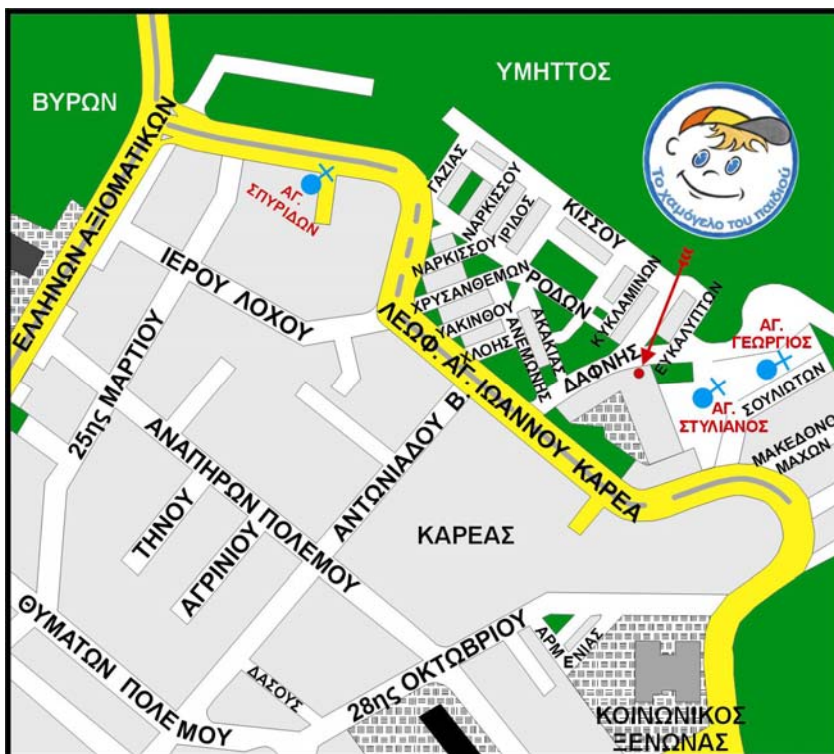 ΒΥΡΩΝ
ΥΜΗΤΤΟΣ
Το χαμόγελο του παιδιού
ΕΛΛΗΝΩΝ ΑΞΙΟΜΑΤΙΚΩΝ
ΑΓ.
ΣΠΥΡΙΔΩΝ
ΓΑΖΙΑΣ
ΝΑΡΚΙΣΣΟΥ
ΙΡΙΔΟΣ
ΚΙΣΣΟΥ
ΝΑΡΚΙΣΣΟΥ
ΧΡΥΣΑΝΘΕΜΩΝ
ΥΑΚΙΝΘΟΥ
ΧΛΟΗΣ
ΑΝΕΜΩΝΗΣ
ΑΚΑΚΙΑΣ
ΡΟΔΩΝ
ΚΥΚΛΑΜΙΝΩΝ
ΕΥΚΑΛΥΠΤΩΝ
ΔΑΦΝΗΣ
ΑΓ.
ΓΕΩΡΓΙΟΣ
ΣΟΥΛΙΩΤΩΝ
ΑΓ.
ΣΤΥΛΙΑΝΟΣ
ΜΑΚΕΔΟΝΟ
ΜΑΧΩΝ
ΙΕΡΟΥ ΛΟΧΟΥ
ΛΕΩΦ. ΑΓ. ΙΩΑΝΝΟΥ ΚΑΡΕΑ
25ης ΜΑΡΤΙΟΥ
ΑΝΑΠΗΡΩΝ ΠΟΛΕΜΟΥ
ΑΝΤΩΝΙΑΔΟΥ Β.
ΤΗΝΟΥ
ΑΓΡΙΝΙΟΥ
ΚΑΡΕΑΣ
ΘΥΜΑΤΩΝ ΠΟΛΕΜΟΥ
ΔΑΣΟΥΣ
28ης ΟΚΤΩΒΡΙΟΥ
ΑΡΜΕΝΙΑΣ
ΚΟΙΝΩΝΙΚΟΣ
ΞΕΝΩΝΑΣ